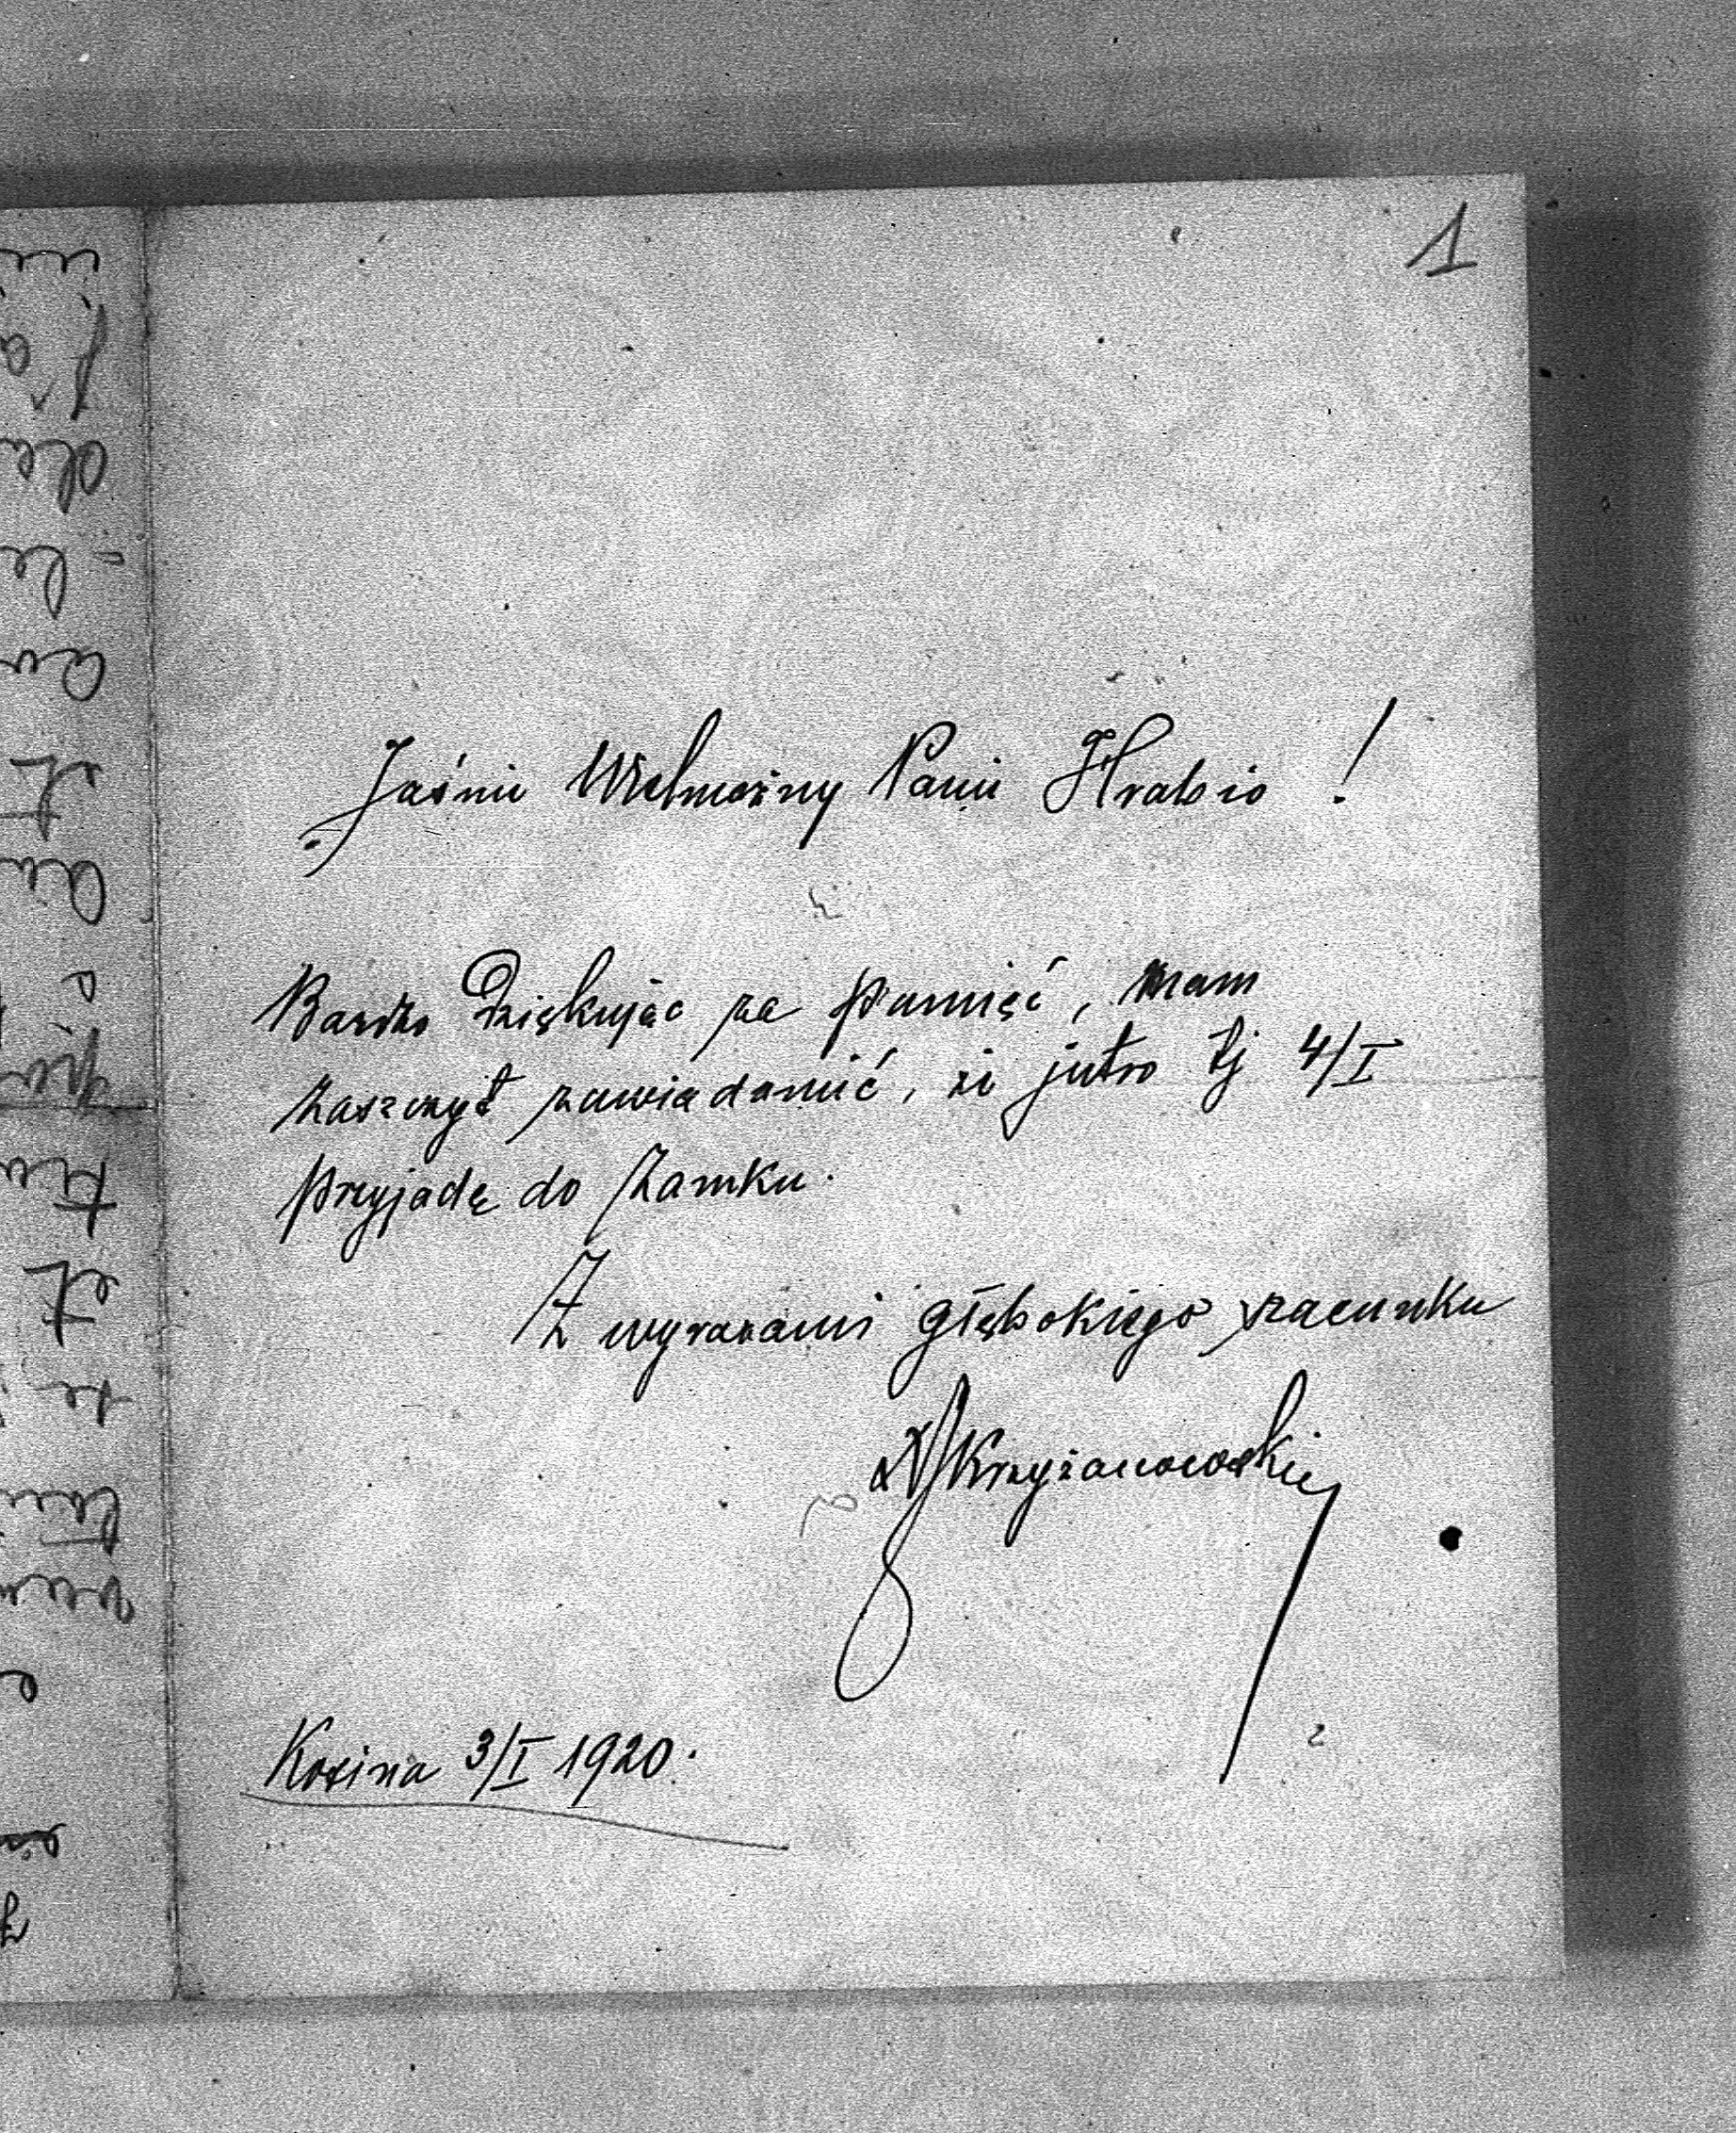 1
Jaśnie Wielmożny Panie Hrabio !
Bardzo Dziękując za pamięć, mam
zaszczyt zawiadomić, że jutro tj 4/I
przyjadę do Zamku.
Z wyrazami głębokiego szacunku
Krzyżanowski
Kosina 3/I 1920.